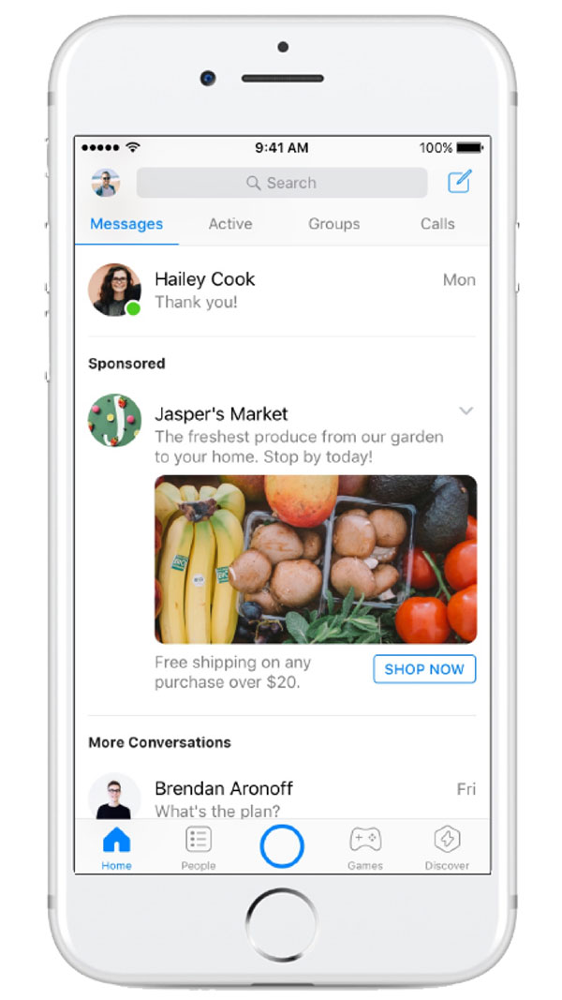 9:41 AM 100%
Search
Messages Active Groups Calls
Hailey Cook Mon
Thank you!
Sponsored
Jasper's Market
The freshest produce from our garden
to your home. Stop by today!
Free shipping on any
purchase over $20.
SHOP NOW
More Conversations
Brendan Aronoff Fri
What's the plan?
Home People Games Discover